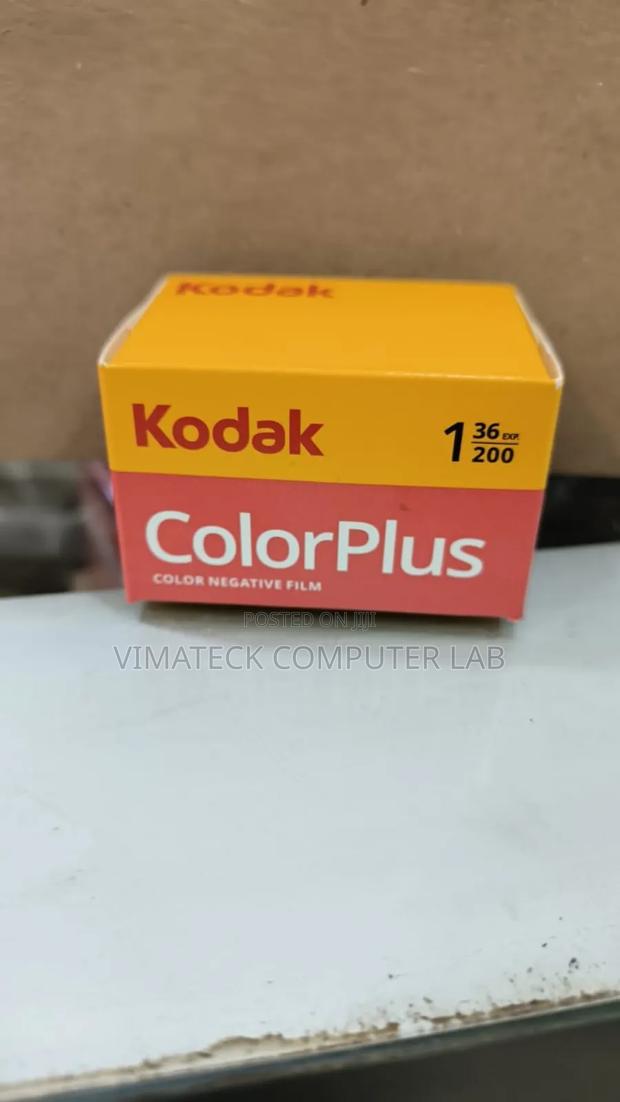 Kodak
Kodak
1 36 EXP.
200
ColorPlus
COLOR NEGATIVE FILM
POSTED ON JIJI
VIMATECK COMPUTER LAB